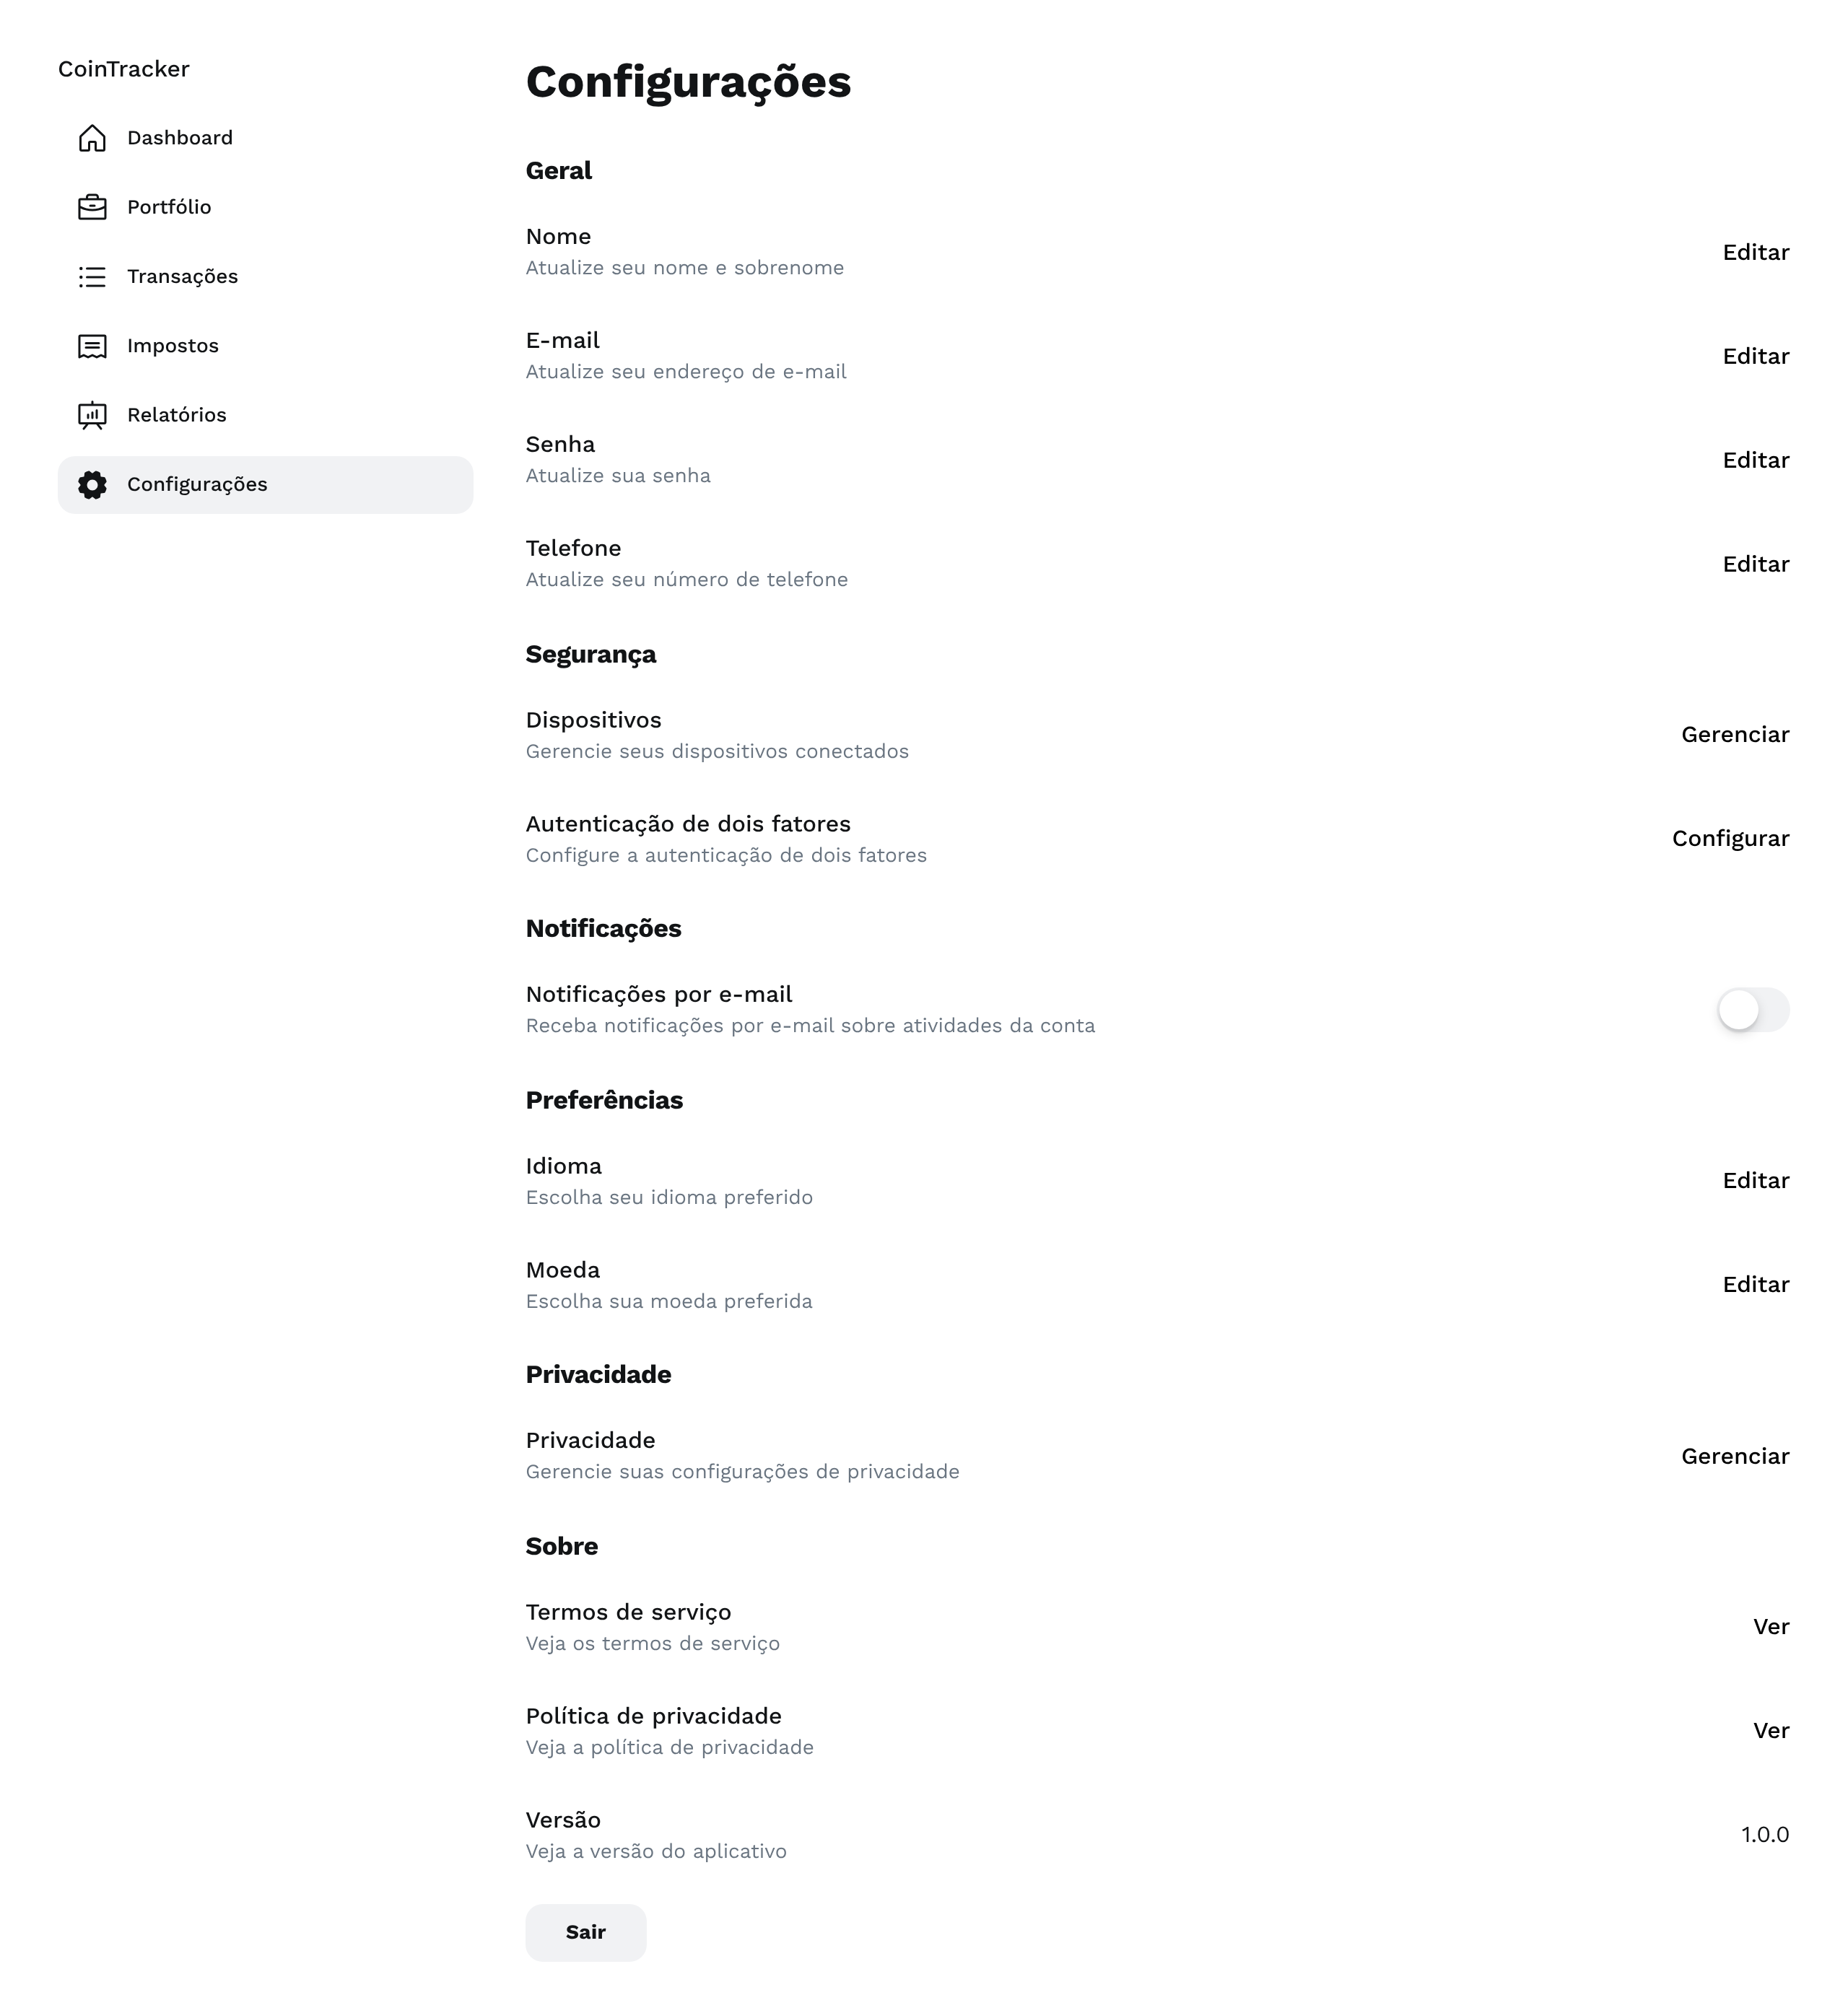 CoinTracker
Dashboard
Portfólio
Transações
Impostos
Relatórios
Configurações
Configurações
Geral
Nome
Atualize seu nome e sobrenome
Editar
E-mail
Atualize seu endereço de e-mail
Editar
Senha
Atualize sua senha
Editar
Telefone
Atualize seu número de telefone
Editar
Segurança
Dispositivos
Gerencie seus dispositivos conectados
Gerenciar
Autenticação de dois fatores
Configure a autenticação de dois fatores
Configurar
Notificações
Notificações por e-mail
Receba notificações por e-mail sobre atividades da conta
Preferências
Idioma
Escolha seu idioma preferido
Editar
Moeda
Escolha sua moeda preferida
Editar
Privacidade
Privacidade
Gerencie suas configurações de privacidade
Gerenciar
Sobre
Termos de serviço
Veja os termos de serviço
Ver
Política de privacidade
Veja a política de privacidade
Ver
Versão
Veja a versão do aplicativo
1.0.0
Sair